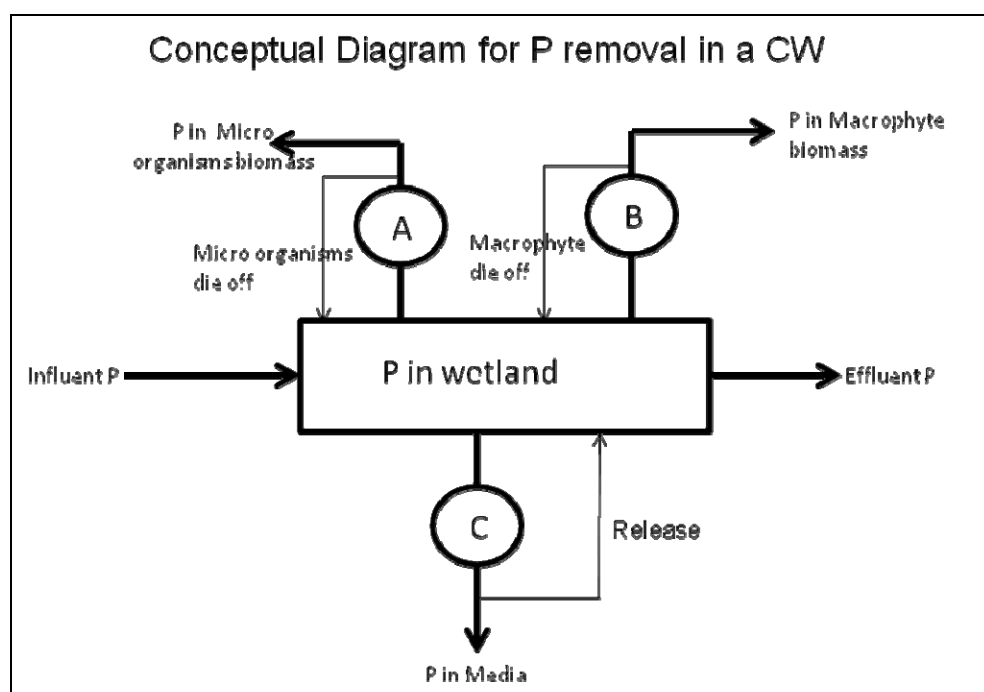 Conceptual Diagram for P removal in a CW
P in Micro
organisms biomass
P in Macrophyte
biomass
A
B
Micro organisms
die off
Macrophyte
die off
Influent P
P in wetland
Effluent P
C
Release
P in Media